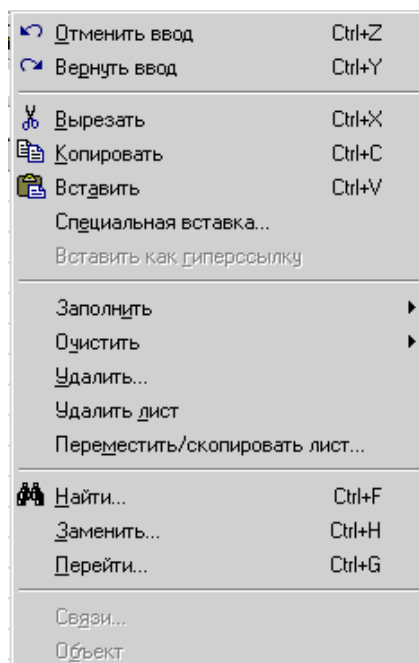 Отменить ввод Ctrl+Z
Вернуть ввод Ctrl+Y
Вырезать Ctrl+X
Копировать Ctrl+C
Вставить Ctrl+V
Специальная вставка...
Вставить как гиперссылку
Заполнить
Очистить
Удалить...
Удалить лист
Переместить/скопировать лист...
Найти... Ctrl+F
Заменить... Ctrl+H
Перейти... Ctrl+G
Связи...
Объект